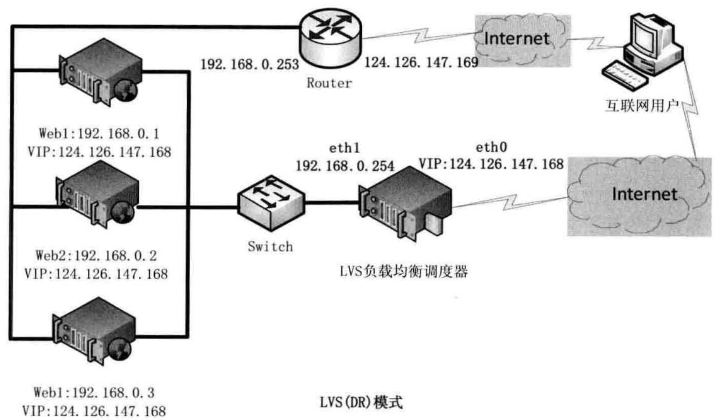 Internet
192.168.0.253
124.126.147.169
Router
互联网用户
Web1:192.168.0.1
VIP:124.126.147.168
eth1
192.168.0.254
eth0
VIP:124.126.147.168
Internet
Web2:192.168.0.2
VIP:124.126.147.168
Switch
LVS负载均衡调度器
Web1:192.168.0.3
VIP:124.126.147.168
LVS(DR)模式